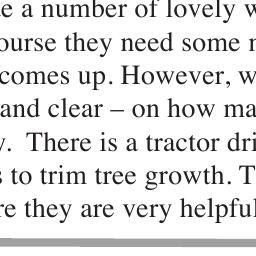 e a number of lovely w
ourse they need some
comes up. However, w
and clear – on how ma
y.  There is a tractor dri
s to trim tree growth. T
re they are very helpful